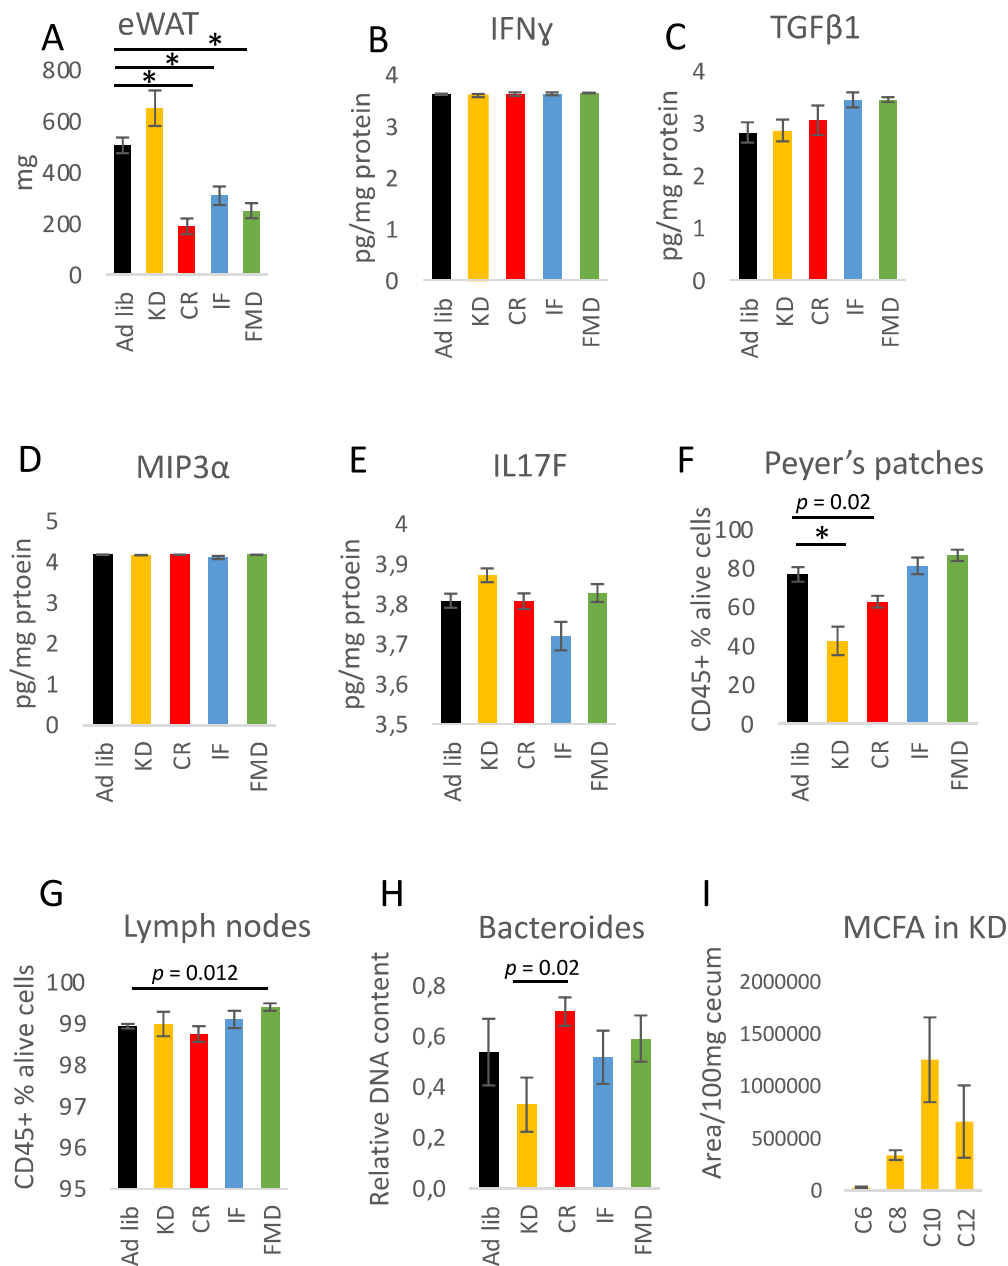 A
eWAT
*
*
*
mg
800
600
400
200
0
Ad lib
KD
CR
IF
FMD
B
IFNɣ
pg/mg protein
4
3
2
1
0
Ad lib
KD
CR
IF
FMD
C
TGFβ1
pg/mg protein
4
3
2
1
0
Ad lib
KD
CR
IF
FMD
D
MIP3α
pg/mg prtoein
5
4
3
2
1
0
Ad lib
KD
CR
IF
FMD
E
IL17F
pg/mg protein
4
3,9
3,8
3,7
3,6
3,5
Ad lib
KD
CR
IF
FMD
F
Peyer's patches
p = 0.02
*
CD45+ % alive cells
100
80
60
40
20
0
Ad lib
KD
CR
IF
FMD
G
Lymph nodes
p = 0.012
CD45+ % alive cells
100
99
98
97
96
95
Ad lib
KD
CR
IF
FMD
H
Bacteroides
p = 0.02
Relative DNA content
0,8
0,6
0,4
0,2
0,0
Ad lib
KD
CR
IF
FMD
I
MCFA in KD
Area/100mg cecum
2000000
1500000
1000000
500000
0
C6
C8
C10
C12